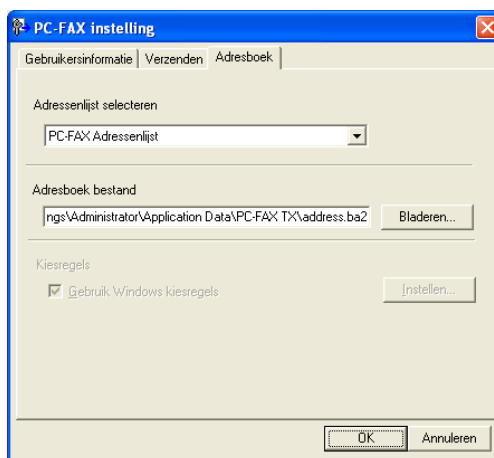 PC-FAX instelling
Gebruikersinformatie Verzenden Adresboek
Adressenlijst selecteren
PC-FAX Adressenlijst
Adresboek bestand
ngs\Administrator\Application Data\PC-FAX TX\address.ba2 Bladeren...
Kiesregels
Gebruik Windows kiesregels Instellen...
OK Annuleren